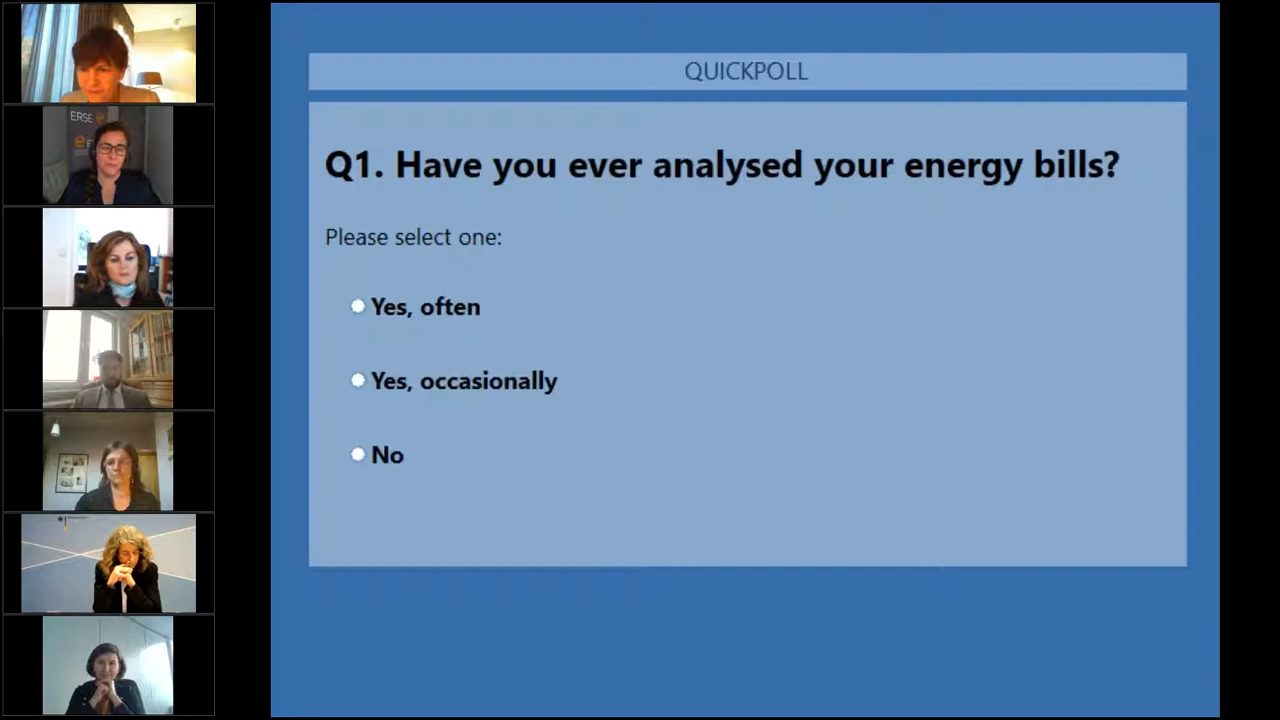 ERSE
QUICKPOLL
Q1. Have you ever analysed your energy bills?
Please select one:
Yes, often
Yes, occasionally
No